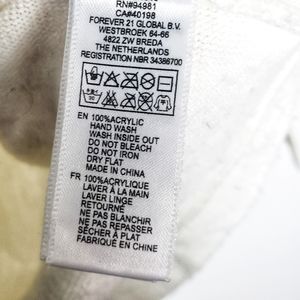 RN#94981
CA#40198
FOREVER 21 GLOBAL B.V.
WESTBROEK 64-66
4822 ZW BREDA
THE NETHERLANDS
REGISTRATION NBR 34386700
EN 100%ACRYLIC
HAND WASH
WASH INSIDE OUT
DO NOT BLEACH
DO NOT IRON
DRY FLAT
MADE IN CHINA
FR 100%ACRYLIQUE
LAVER À LA MAIN
LAVER LINGE
RETOURNÉ
NE PAS BLANCHIR
NE PAS REPASSER
SÉCHER À PLAT
FABRIQUÉ EN CHINE